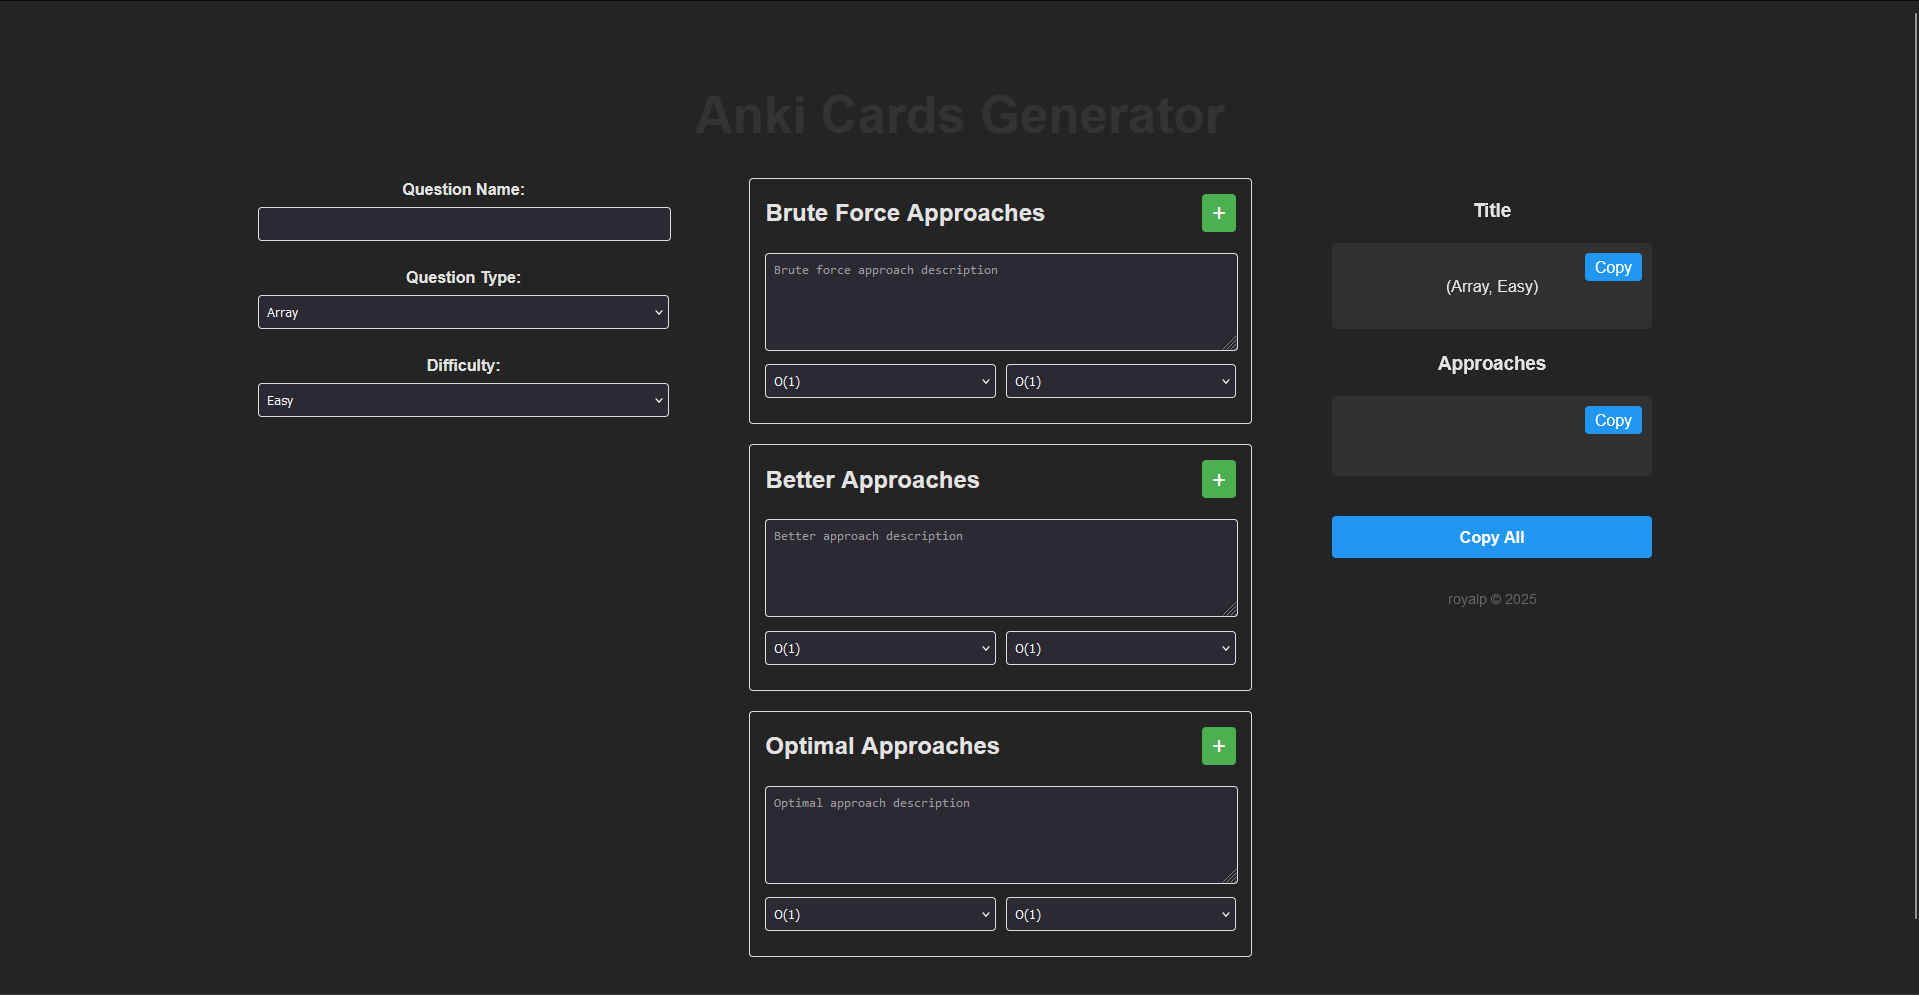 Anki Cards Generator
Question Name:
Question Type:
Array
Difficulty:
Easy
Brute Force Approaches
+
Brute force approach description
O(1)
O(1)
Better Approaches
+
Better approach description
O(1)
O(1)
Optimal Approaches
+
Optimal approach description
O(1)
O(1)
Title
Copy
(Array, Easy)
Approaches
Copy
Copy All
royalp © 2025